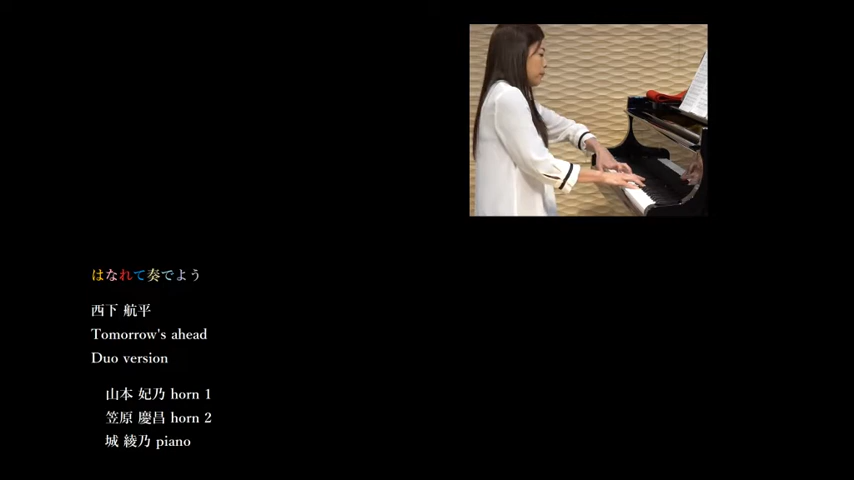 はなれて奏でよう
西下 航平
Tomorrow's ahead
Duo version
山本 妃乃 horn 1
笠原 慶昌 horn 2
城 綾乃 piano